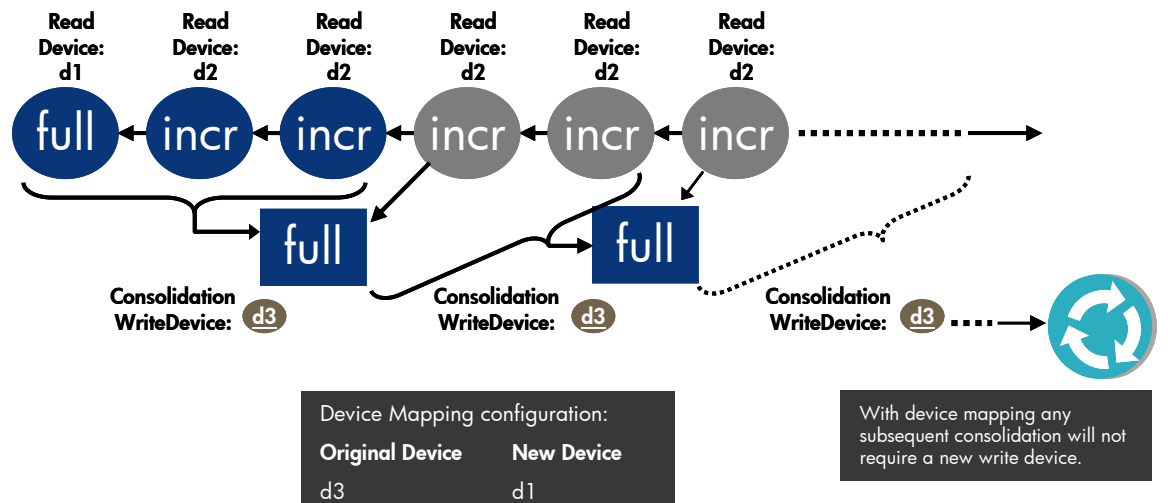 Read Device: d1
Read Device: d2
Read Device: d2
Read Device: d2
Read Device: d2
Read Device: d2
full
incr
incr
incr
incr
incr
full
full
Consolidation
WriteDevice: d3
Consolidation
WriteDevice: d3
Consolidation
WriteDevice: d3
Device Mapping configuration:
Original Device New Device
d3 d1
With device mapping any
subsequent consolidation will not
require a new write device.